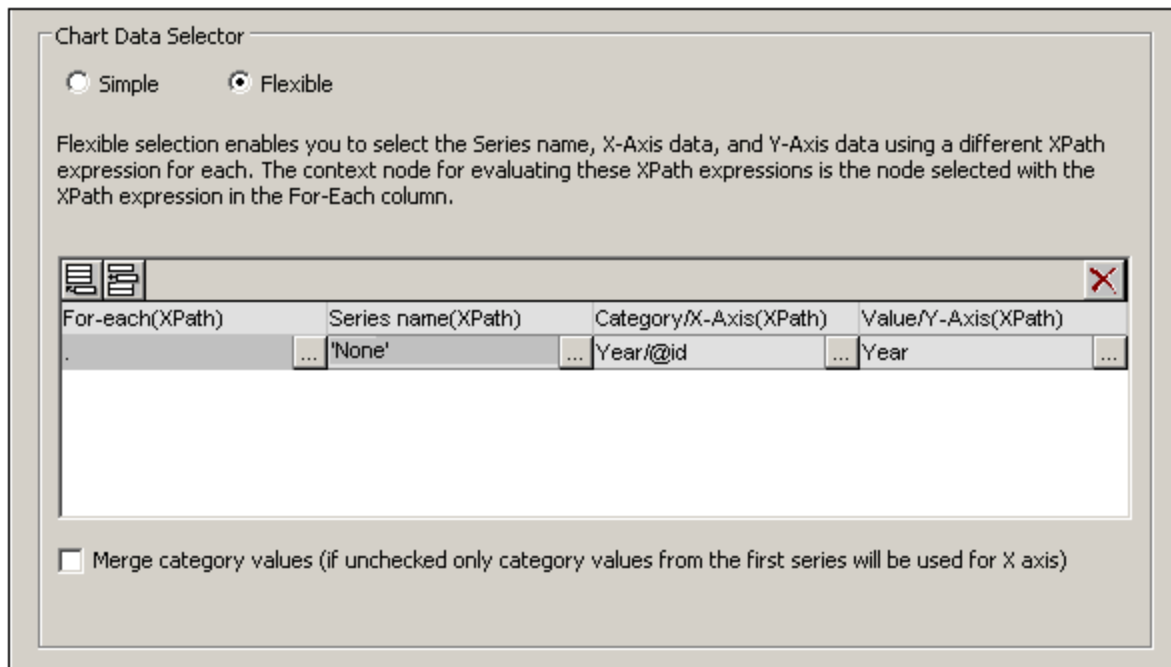 Chart Data Selector
Simple Flexible
Flexible selection enables you to select the Series name, X-Axis data, and Y-Axis data using a different XPath
expression for each. The context node for evaluating these XPath expressions is the node selected with the
XPath expression in the For-Each column.
For-each(XPath) Series name(XPath) Category/X-Axis(XPath) Value/Y-Axis(XPath)
. ... 'None' ... Year/@id ... Year ...
Merge category values (if unchecked only category values from the first series will be used for X axis)